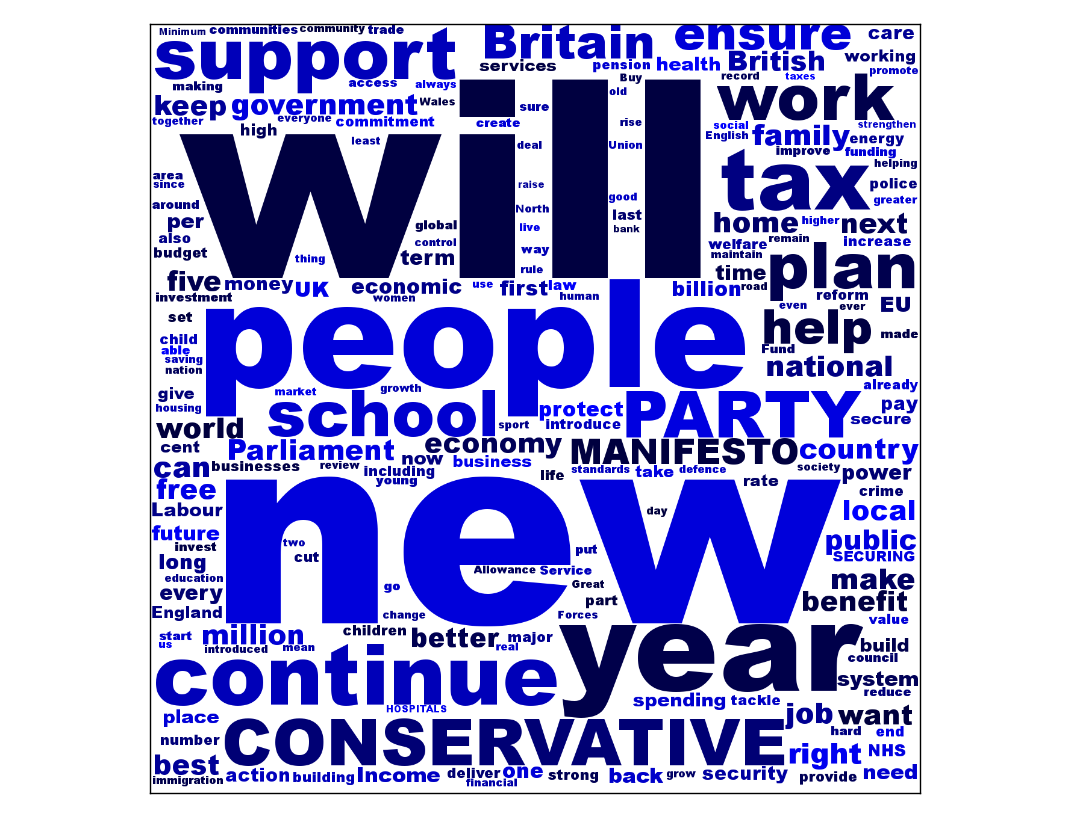 Minimum communities community trade
support Britain ensure care
services pension health British working
making access always Buy record taxes promote
keep government Wales sure old work
together everyone commitment create rise social strengthen
high least will deal Union English family energy
improve funding
area raise tax helping
since police
around North good greater
per global live last home higher next
also control way bank welfare remain increase
budget thing term rule maintain
five money UK economic use first law billion time road plan
investment women human even reform ever EU
set people help made
child Fund
able
saving national
nation
give market growth already
housing school sport protect PARTY pay
world introduce secure
cent Parliament economy MANIFESTO country
can businesses review now business life standards take defence society power
free including young rate crime
Labour new day local
future two put public
invest cut SECURING
long Allowance Service make
education go Great
every part benefit
England change Forces value
start million children better major year build
us introduced mean real council
continue system
HOSPITALS spending tackle reduce
place CONSERVATIVE job want
number hard end
best right NHS
immigration action building Income deliver one strong back grow security provide need
financial